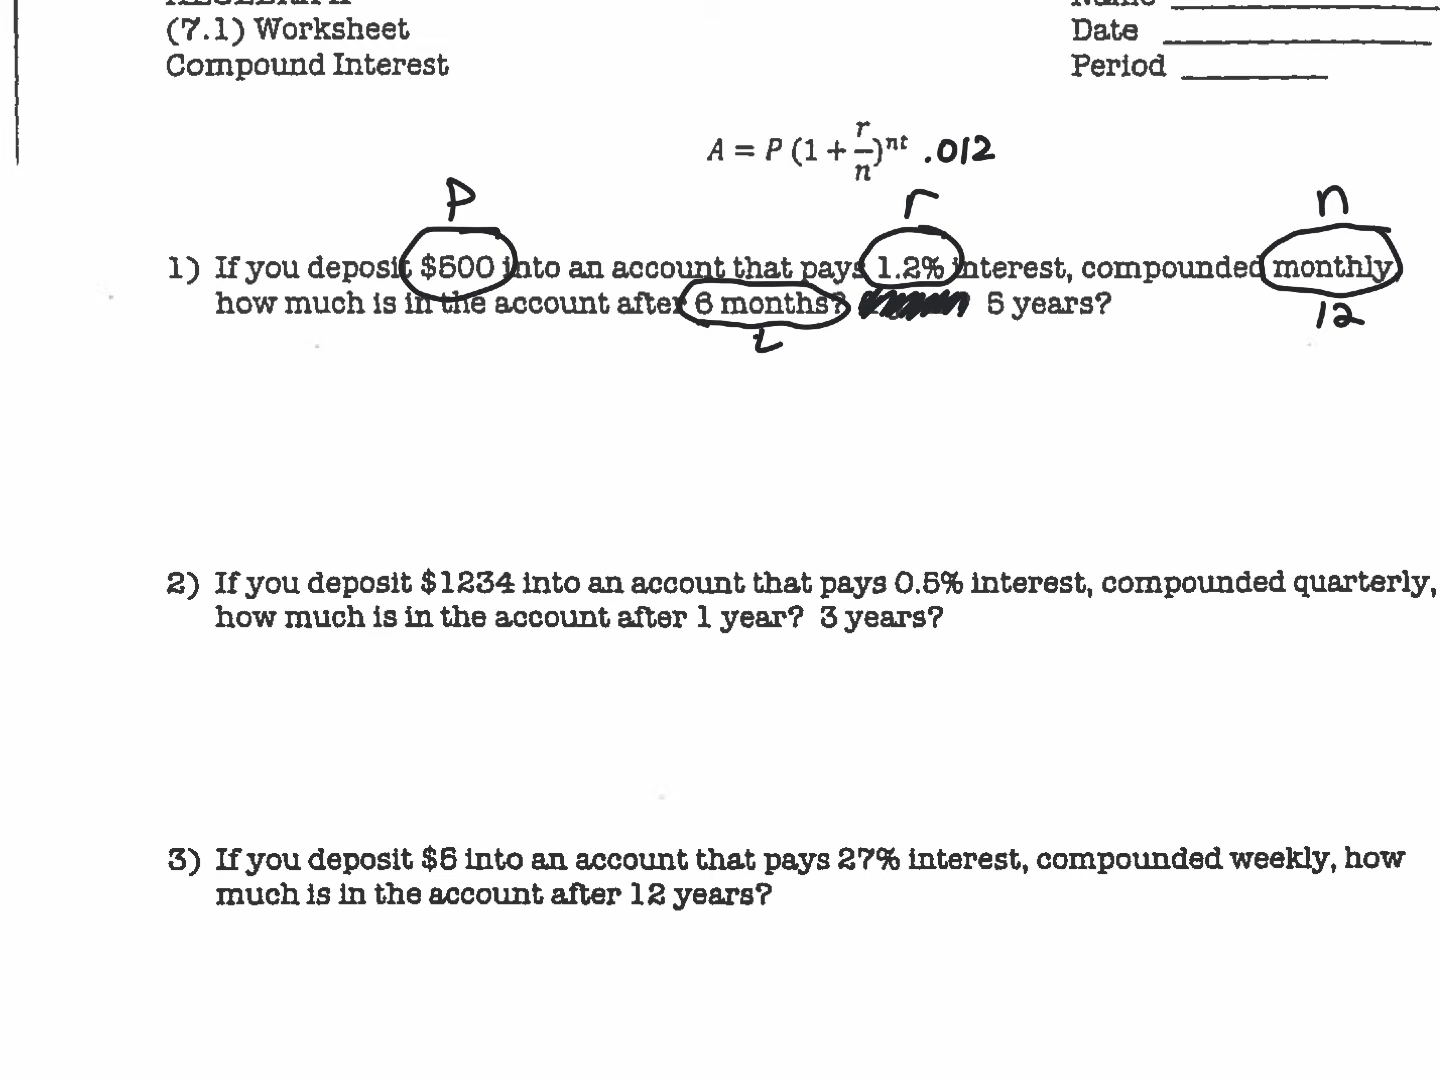 (7.1) Worksheet
Date
Compound Interest
Period
A = P (1 + r/n)^nt .012
P r n
1) If you deposit $500 into an account that pays 1.2% interest, compounded monthly
how much is in the account after 6 months? 5 years?
t 12
2) If you deposit $1234 into an account that pays 0.5% interest, compounded quarterly,
how much is in the account after 1 year? 3 years?
3) If you deposit $5 into an account that pays 27% interest, compounded weekly, how
much is in the account after 12 years?